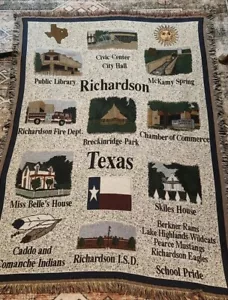 Civic Center
City Hall
Public Library
McKamy Spring
Richardson
Richardson Fire Dept.
Chamber of Commerce
Breckinridge Park
Texas
Miss Belle's House
Skiles House
Berkner Rams
Lake Highlands-Wildcats
Pearce Mustangs
Richardson Eagles
Caddo and
Comanche Indians
Richardson I.S.D.
School Pride